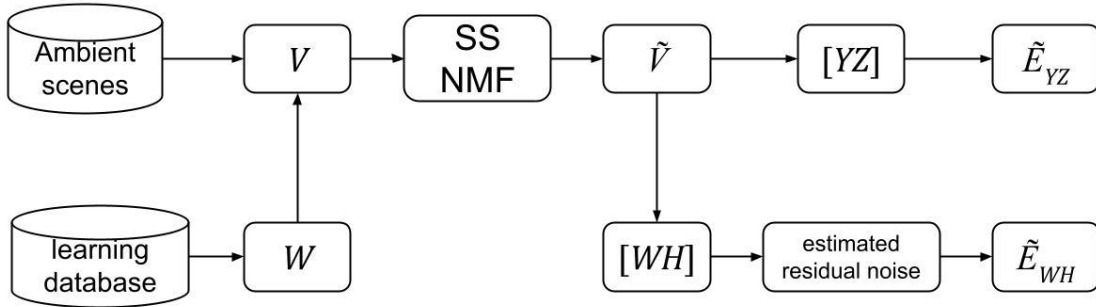 Ambient
scenes
V
SS
NMF
Ṽ
[YZ]
Ẽ_YZ
learning
database
W
[WH]
estimated
residual noise
Ẽ_WH